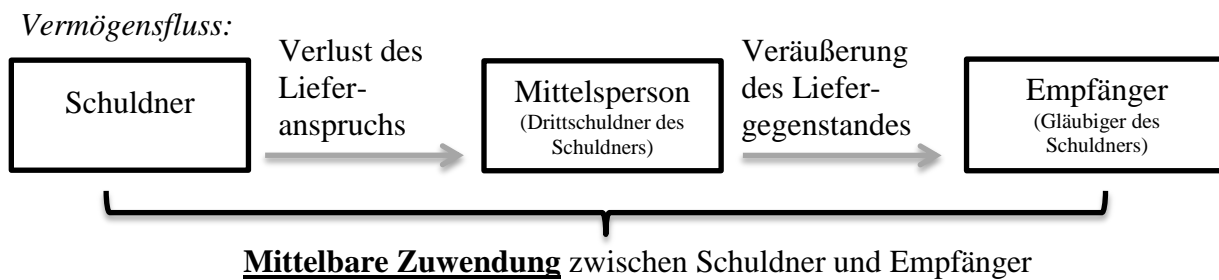 Vermögensfluss:
Schuldner
Verlust des
Liefer-
anspruchs
Mittelsperson
(Drittschuldner des
Schuldners)
Veräußerung
des Liefer-
gegenstandes
Empfänger
(Gläubiger des
Schuldners)
Mittelbare Zuwendung zwischen Schuldner und Empfänger